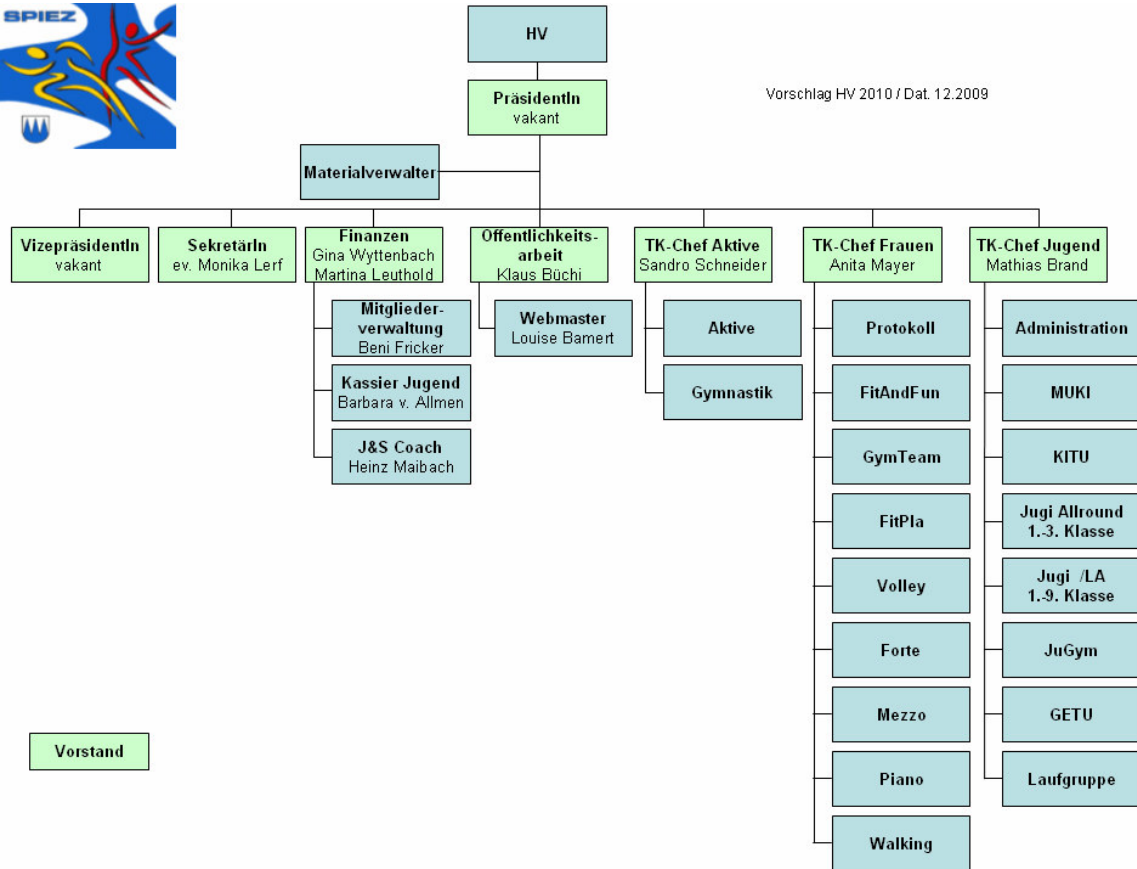 SPIEZ
HV
PräsidentIn
vakant
Vorschlag HV 2010 / Dat. 12.2009
Materialverwalter
VizepräsidentIn
vakant
SekretärIn
ev. Monika Lerf
Finanzen
Gina Wyttenbach
Martina Leuthold
Öffentlichkeits-
arbeit
Klaus Büchi
TK-Chef Aktive
Sandro Schneider
TK-Chef Frauen
Anita Mayer
TK-Chef Jugend
Mathias Brand
Mitglieder-
verwaltung
Beni Fricker
Kassier Jugend
Barbara v. Allmen
J&S Coach
Heinz Maibach
Webmaster
Louise Bamert
Aktive
Gymnastik
Protokoll
FitAndFun
GymTeam
FitPla
Volley
Forte
Mezzo
Piano
Walking
Administration
MUKI
KITU
Jugi Allround
1.-3. Klasse
Jugi /LA
1.-9. Klasse
JuGym
GETU
Laufgruppe
Vorstand